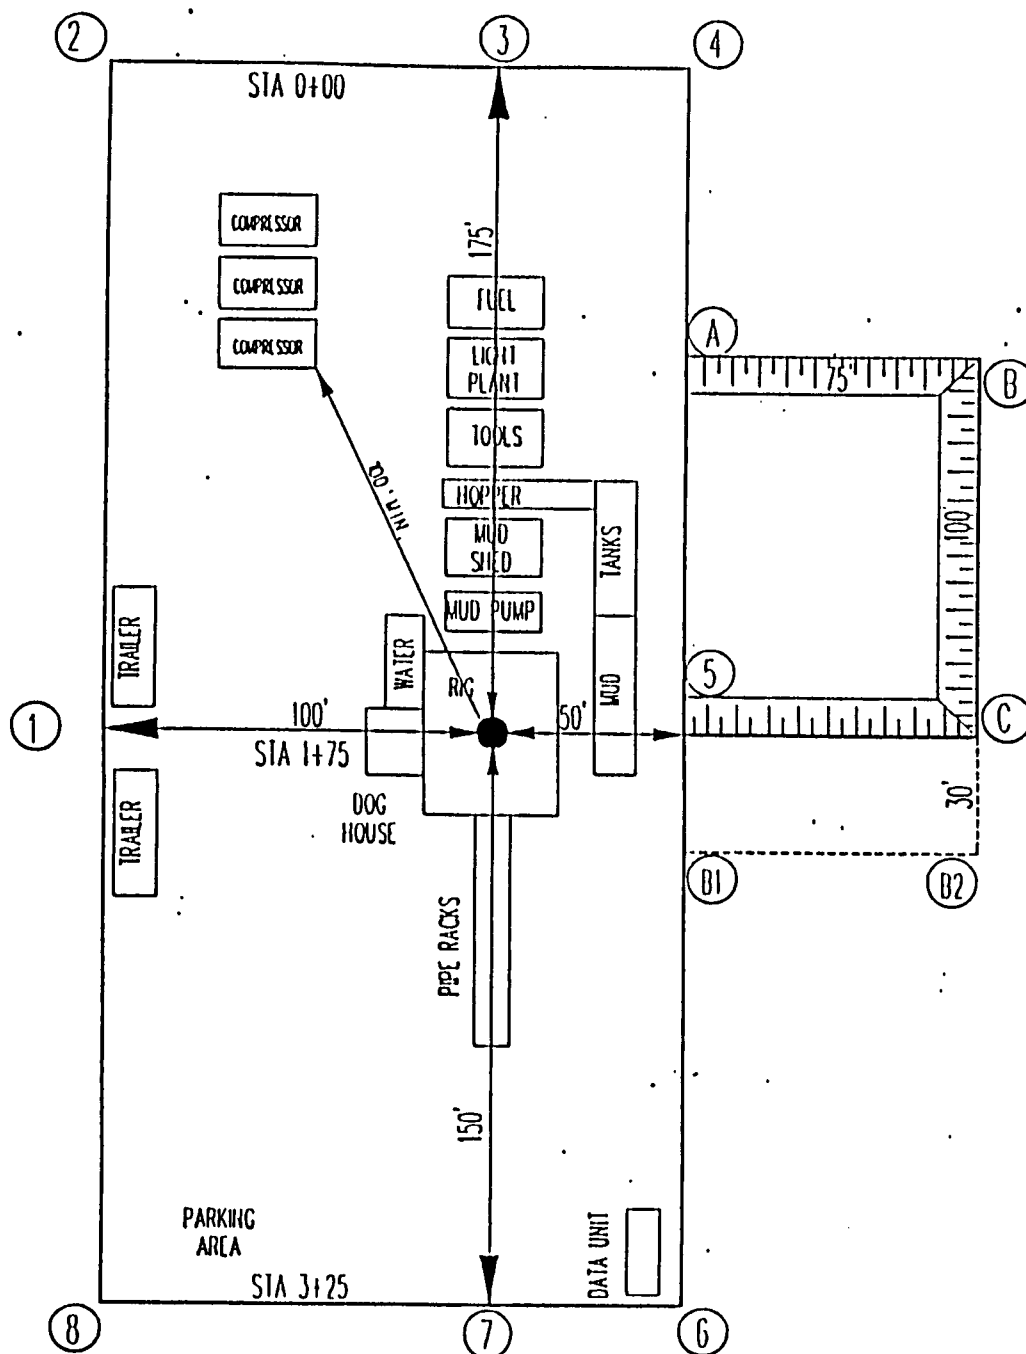 2
3
4
STA 0+00
COMPRESSOR
175'
COMPRESSOR
FUEL
COMPRESSOR
LIGHT
PLANT
A
75'
B
TOOLS
HOPPER
MUD
SHED
TANKS
100'
MUD PUMP
TRAILER
WATER
RIG
MUD
5
1
100'
50'
C
STA 1+75
DOG
HOUSE
TRAILER
30'
B1
B2
PIPE RACKS
150'
PARKING
AREA
DATA UNIT
STA 3+25
8
7
6